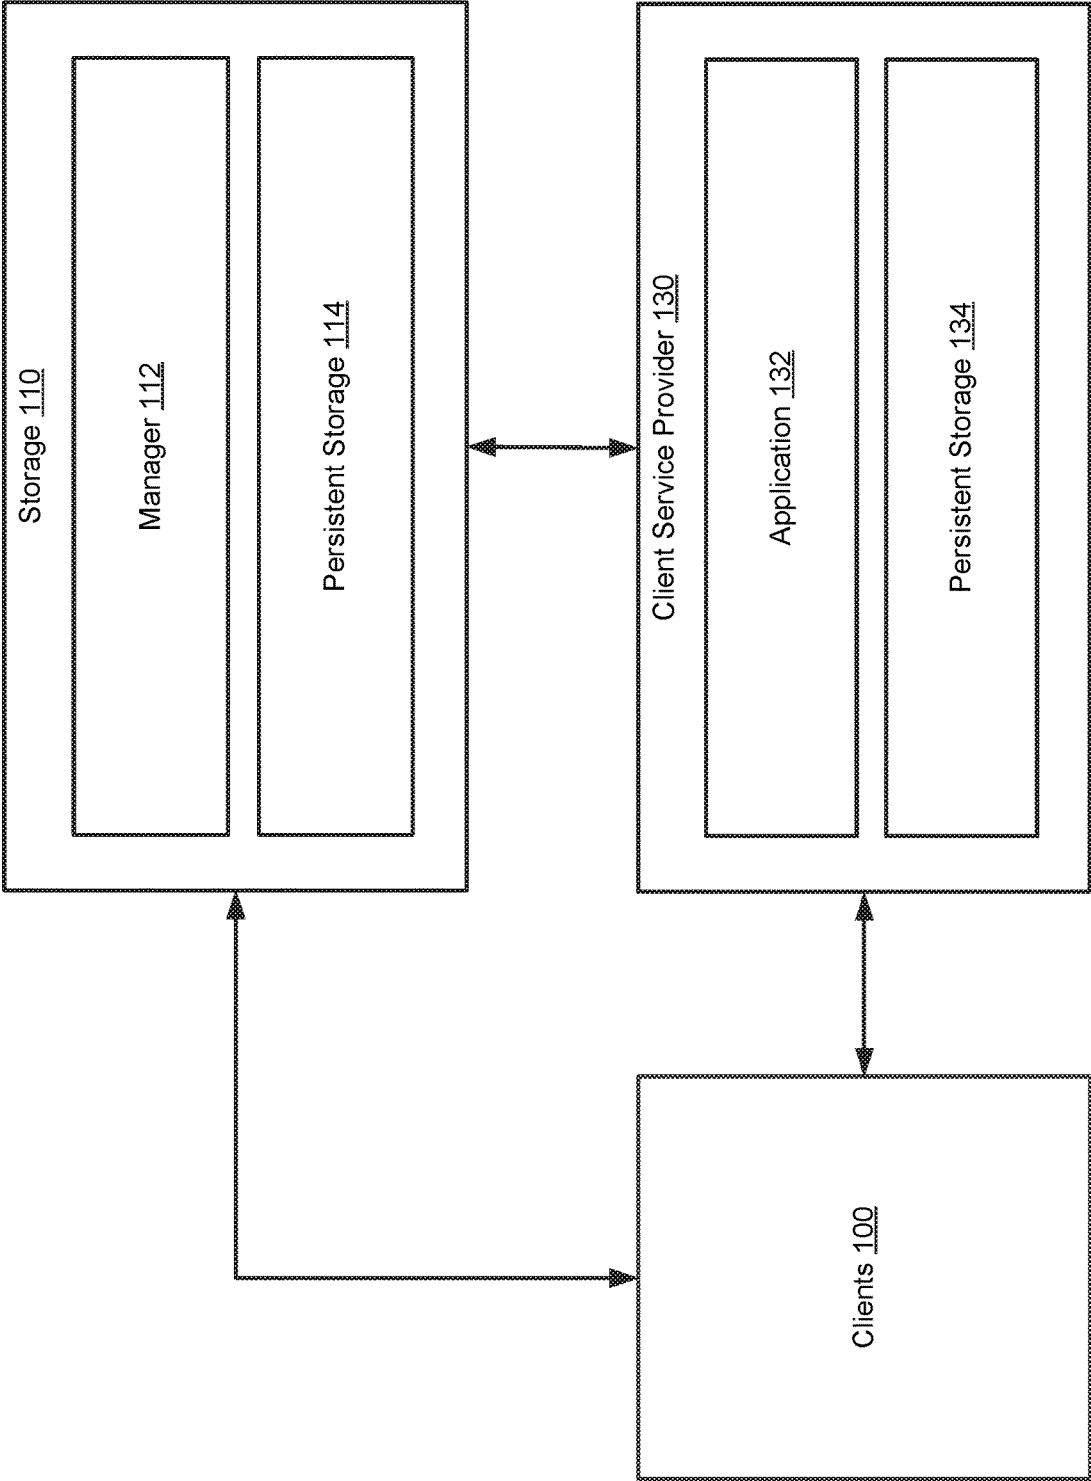 Storage 110
Manager 112
Persistent Storage 114
Clients 100
Client Service Provider 130
Application 132
Persistent Storage 134